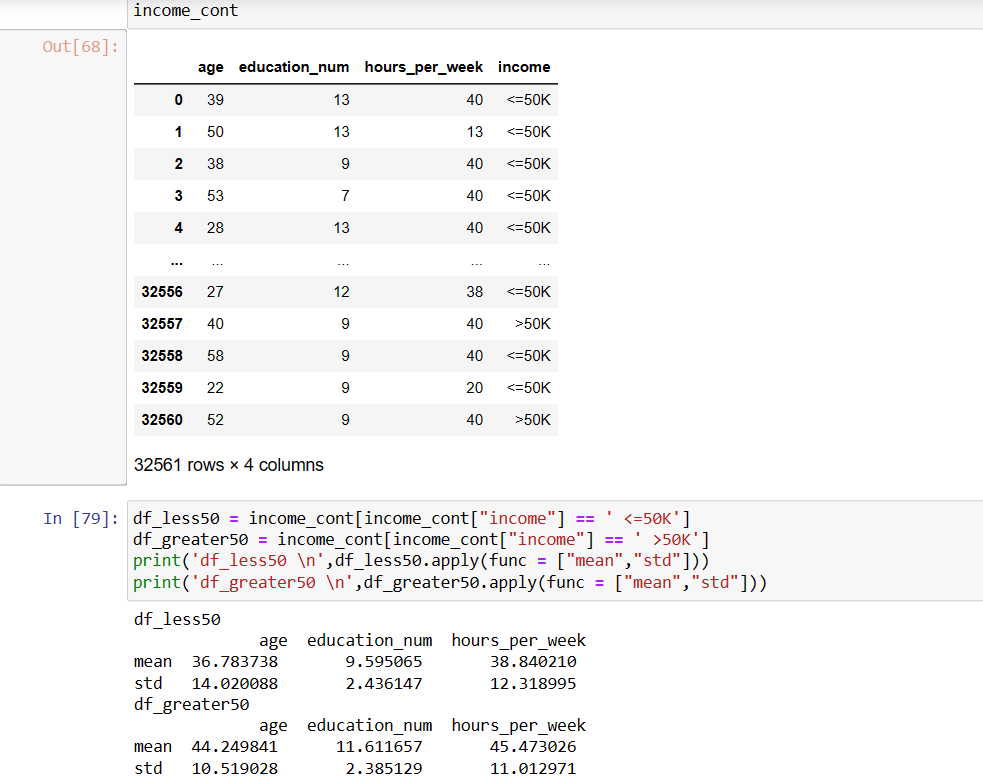 income_cont
Out[68]:
age education_num hours_per_week income
0 39 13 40 <=50K
1 50 13 13 <=50K
2 38 9 40 <=50K
3 53 7 40 <=50K
4 28 13 40 <=50K
... ... ... ... ...
32556 27 12 38 <=50K
32557 40 9 40 >50K
32558 58 9 40 <=50K
32559 22 9 20 <=50K
32560 52 9 40 >50K
32561 rows × 4 columns
In [79]: df_less50 = income_cont[income_cont["income"] == ' <=50K']
df_greater50 = income_cont[income_cont["income"] == ' >50K']
print('df_less50 \n',df_less50.apply(func = ["mean","std"]))
print('df_greater50 \n',df_greater50.apply(func = ["mean","std"]))
df_less50
age education_num hours_per_week
mean 36.783738 9.595065 38.840210
std 14.020088 2.436147 12.318995
df_greater50
age education_num hours_per_week
mean 44.249841 11.611657 45.473026
std 10.519028 2.385129 11.012971